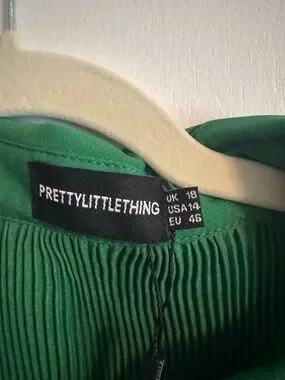 PRETTYLITTLETHING
UK 18
USA 14
EU 46